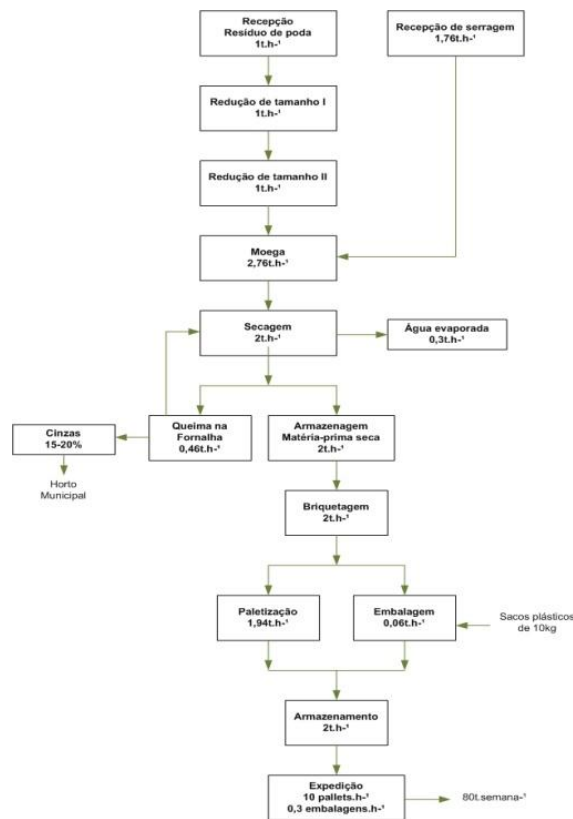 Recepção
Resíduo de poda
1t.h-¹
Recepção de serragem
1,76t.h-¹
Redução de tamanho I
1t.h-¹
Redução de tamanho II
1t.h-¹
Moega
2,76t.h-¹
Secagem
2t.h-¹
Água evaporada
0,3t.h-¹
Cinzas
15-20%
Queima na
Fornalha
0,46t.h-¹
Armazenagem
Matéria-prima seca
2t.h-¹
Horto
Municipal
Briquetagem
2t.h-¹
Paletização
1,94t.h-¹
Embalagem
0,06t.h-¹
Sacos plásticos
de 10kg
Armazenamento
2t.h-¹
Expedição
10 pallets.h-¹
0,3 embalagens.h-¹
80t.semana-¹